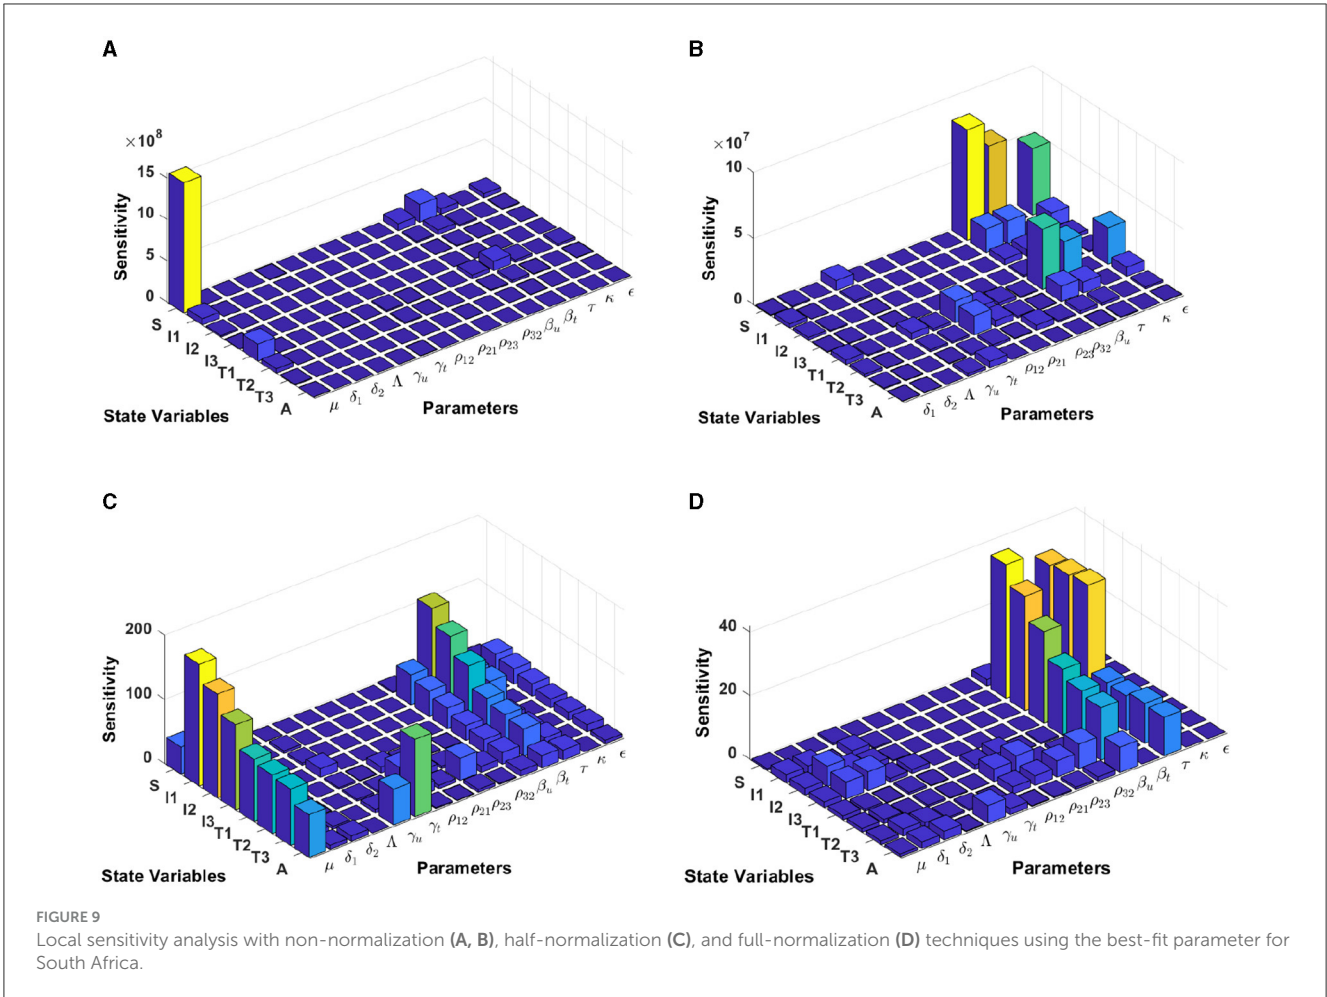 A
×10⁸
15
10
5
0
Sensitivity
S
I1
I2
I3
T1
T2
T3
A
State Variables
μ
δ₁
δ₂
Λ
γᵤ
γₜ
ρ₁₂
ρ₂₁
ρ₂₃
ρ₃₂
βᵤ
βₜ
τ
κ
ϵ
Parameters
B
×10⁷
10
5
0
Sensitivity
S
I1
I2
I3
T1
T2
T3
A
State Variables
δ₁
δ₂
Λ
γᵤ
γₜ
ρ₁₂
ρ₂₁
ρ₂₃
ρ₃₂
βᵤ
τ
κ
ϵ
Parameters
C
200
100
0
Sensitivity
S
I1
I2
I3
T1
T2
T3
A
State Variables
μ
δ₁
δ₂
Λ
γᵤ
γₜ
ρ₁₂
ρ₂₁
ρ₂₃
ρ₃₂
βᵤ
βₜ
τ
κ
ϵ
Parameters
D
40
20
0
Sensitivity
S
I1
I2
I3
T1
T2
T3
A
State Variables
μ
δ₁
δ₂
Λ
γᵤ
γₜ
ρ₁₂
ρ₂₁
ρ₂₃
ρ₃₂
βᵤ
βₜ
τ
κ
ϵ
Parameters
FIGURE 9
Local sensitivity analysis with non-normalization (A, B), half-normalization (C), and full-normalization (D) techniques using the best-fit parameter for
South Africa.